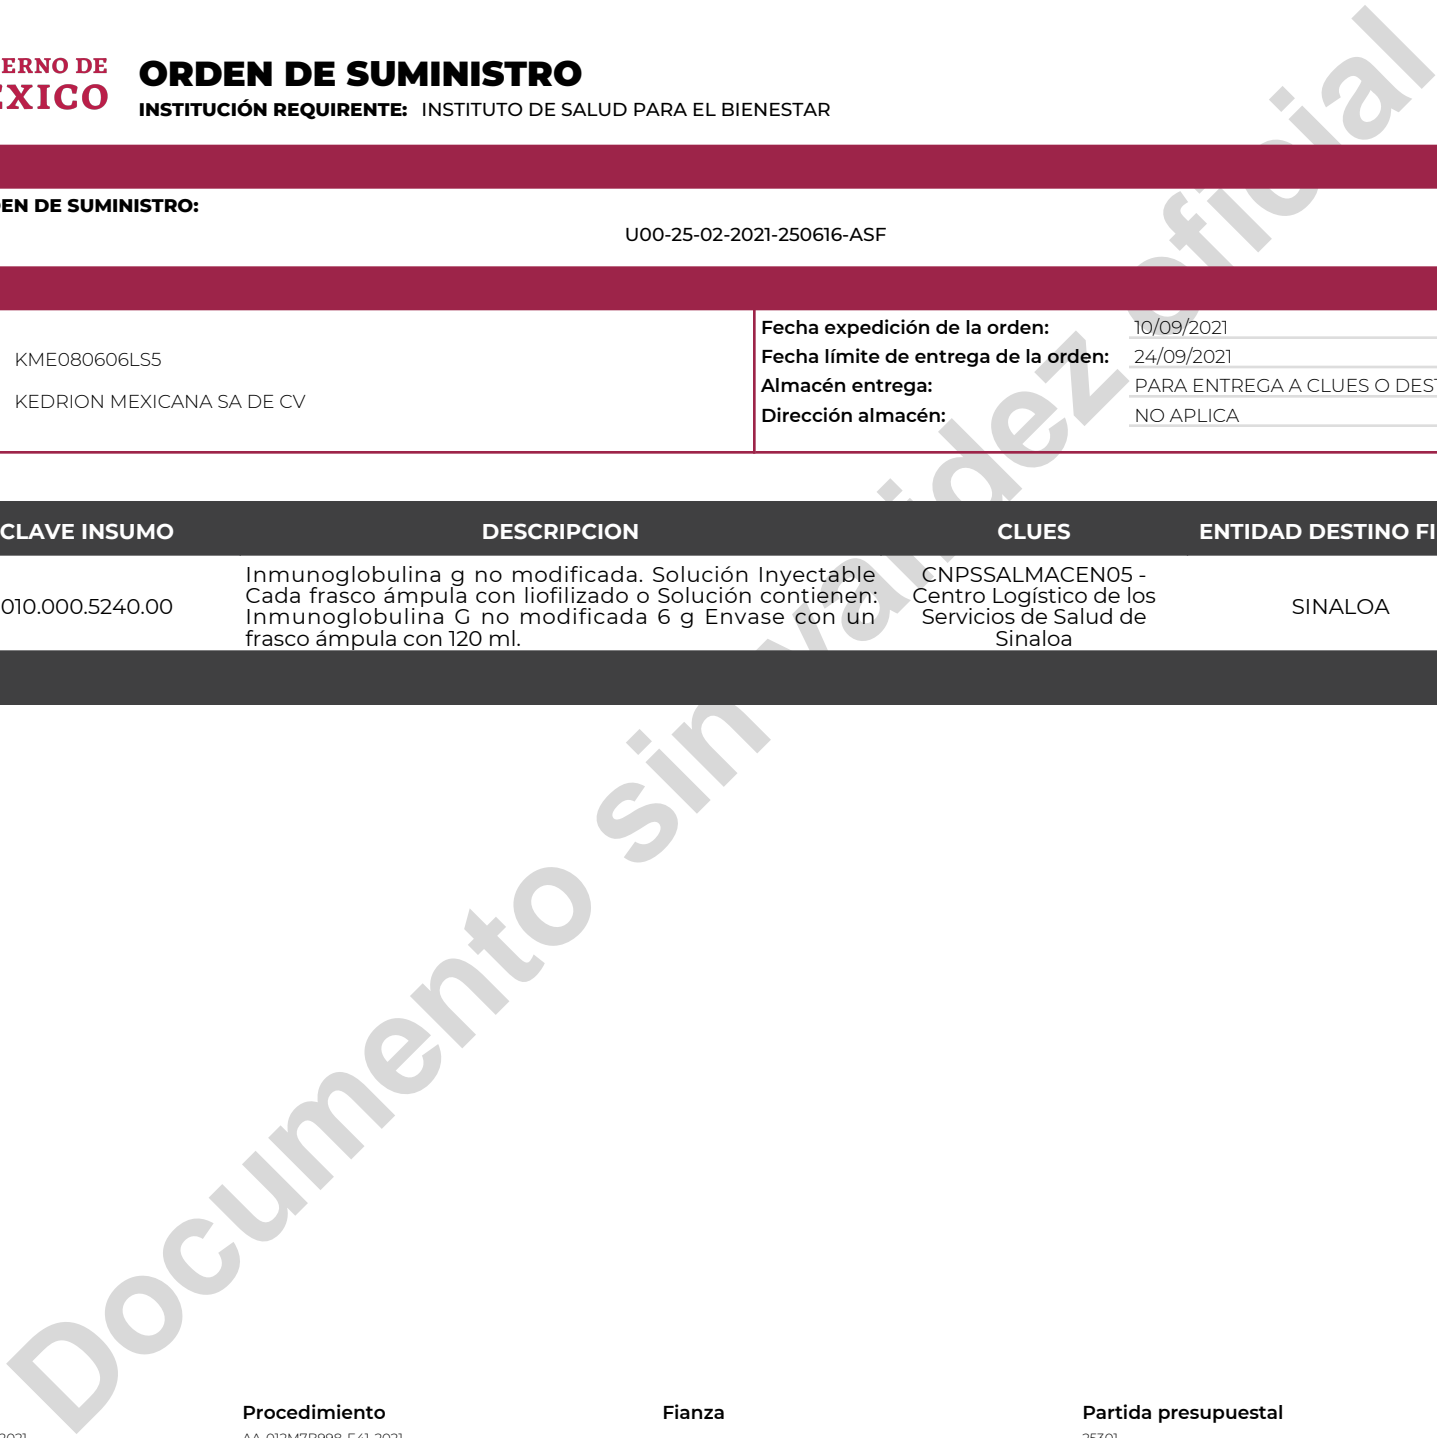 ERNO DE
EXICO
ORDEN DE SUMINISTRO
INSTITUCIÓN REQUIRENTE: INSTITUTO DE SALUD PARA EL BIENESTAR
EN DE SUMINISTRO:
U00-25-02-2021-250616-ASF
KME080606LS5
KEDRION MEXICANA SA DE CV
Fecha expedición de la orden: 10/09/2021
Fecha límite de entrega de la orden: 24/09/2021
Almacén entrega: PARA ENTREGA A CLUES O DEST
Dirección almacén: NO APLICA
CLAVE INSUMO DESCRIPCION CLUES ENTIDAD DESTINO FI
010.000.5240.00
Inmunoglobulina g no modificada. Solución Inyectable
Cada frasco ámpula con liofilizado o Solución contienen:
Inmunoglobulina G no modificada 6 g Envase con un
frasco ámpula con 120 ml.
CNPSSALMACEN05 -
Centro Logístico de los
Servicios de Salud de
Sinaloa
SINALOA
Documento sin validez oficial
Procedimiento Fianza Partida presupuestal